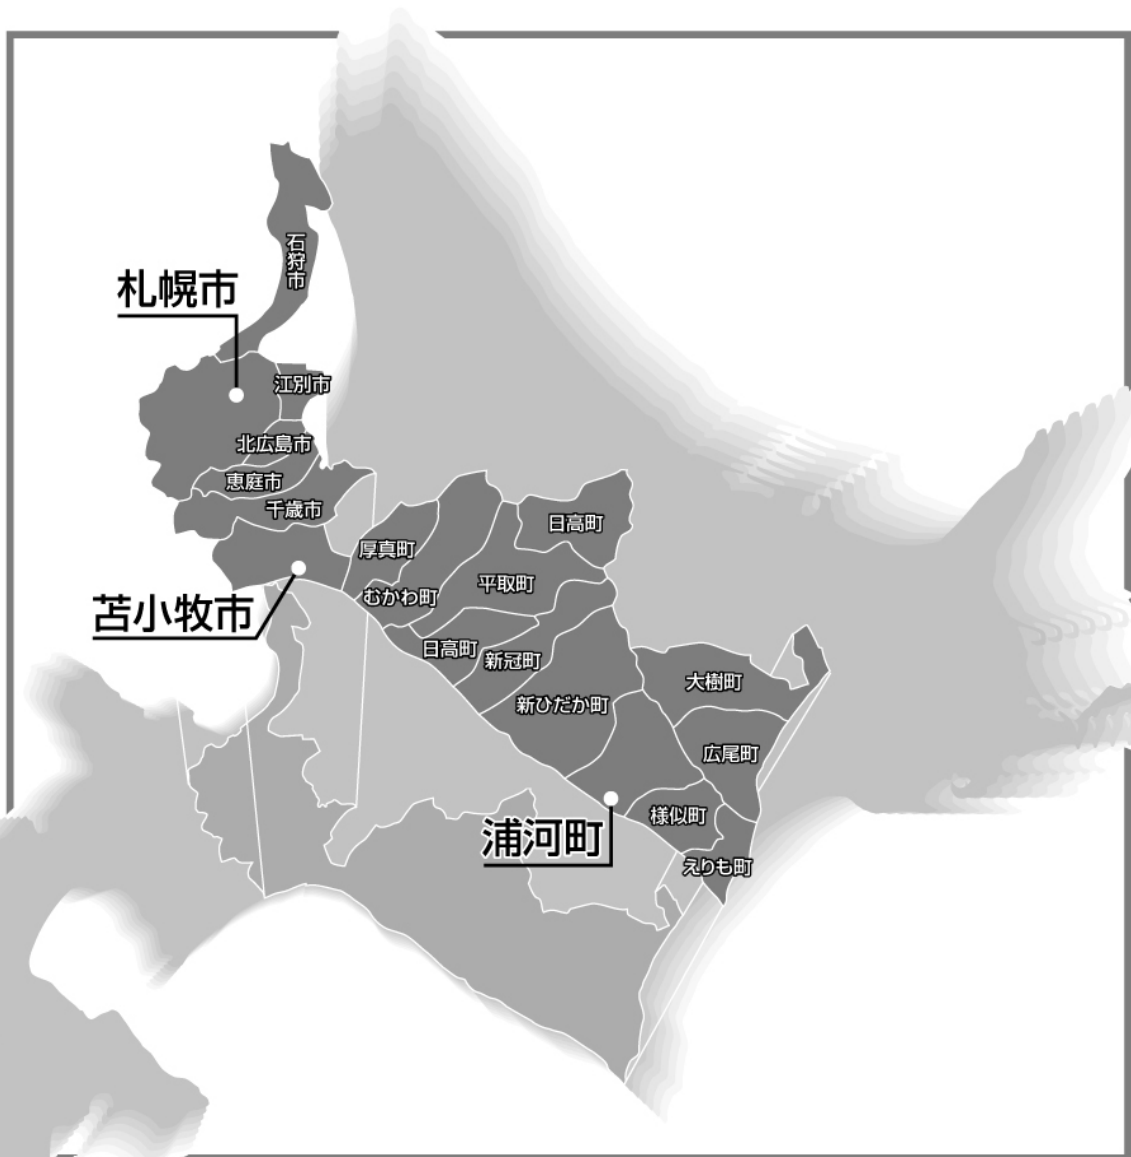 石狩市
札幌市
江別市
北広島市
恵庭市
千歳市
日高町
厚真町
平取町
むかわ町
苫小牧市
日高町
新冠町
大樹町
新ひだか町
広尾町
様似町
浦河町
えりも町